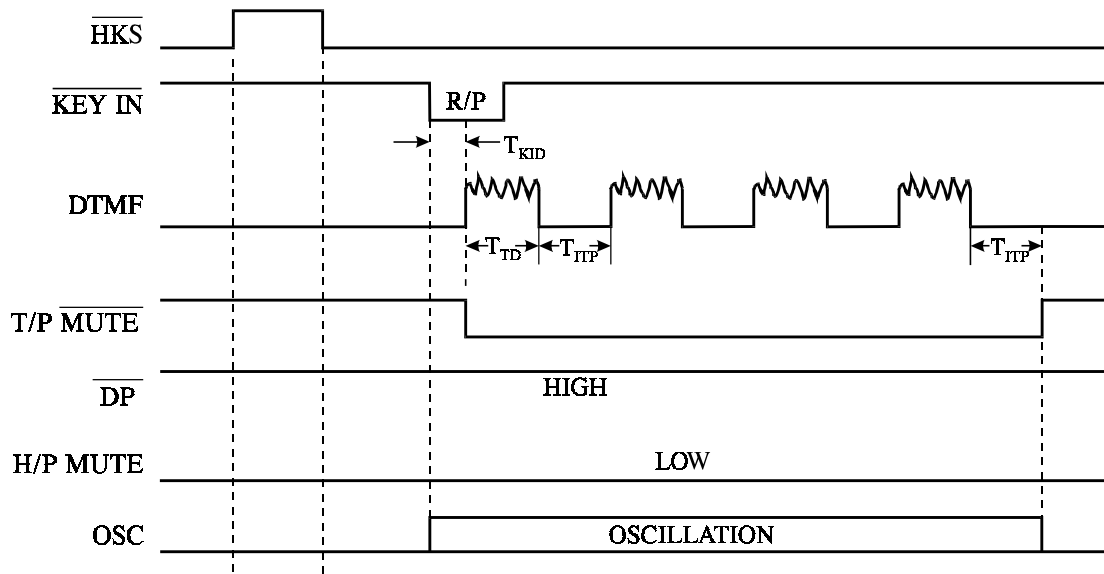 HKS
KEY IN
R/P
T_KID
DTMF
T_TD
T_ITP
T_ITP
T/P MUTE
DP
HIGH
H/P MUTE
LOW
OSC
OSCILLATION